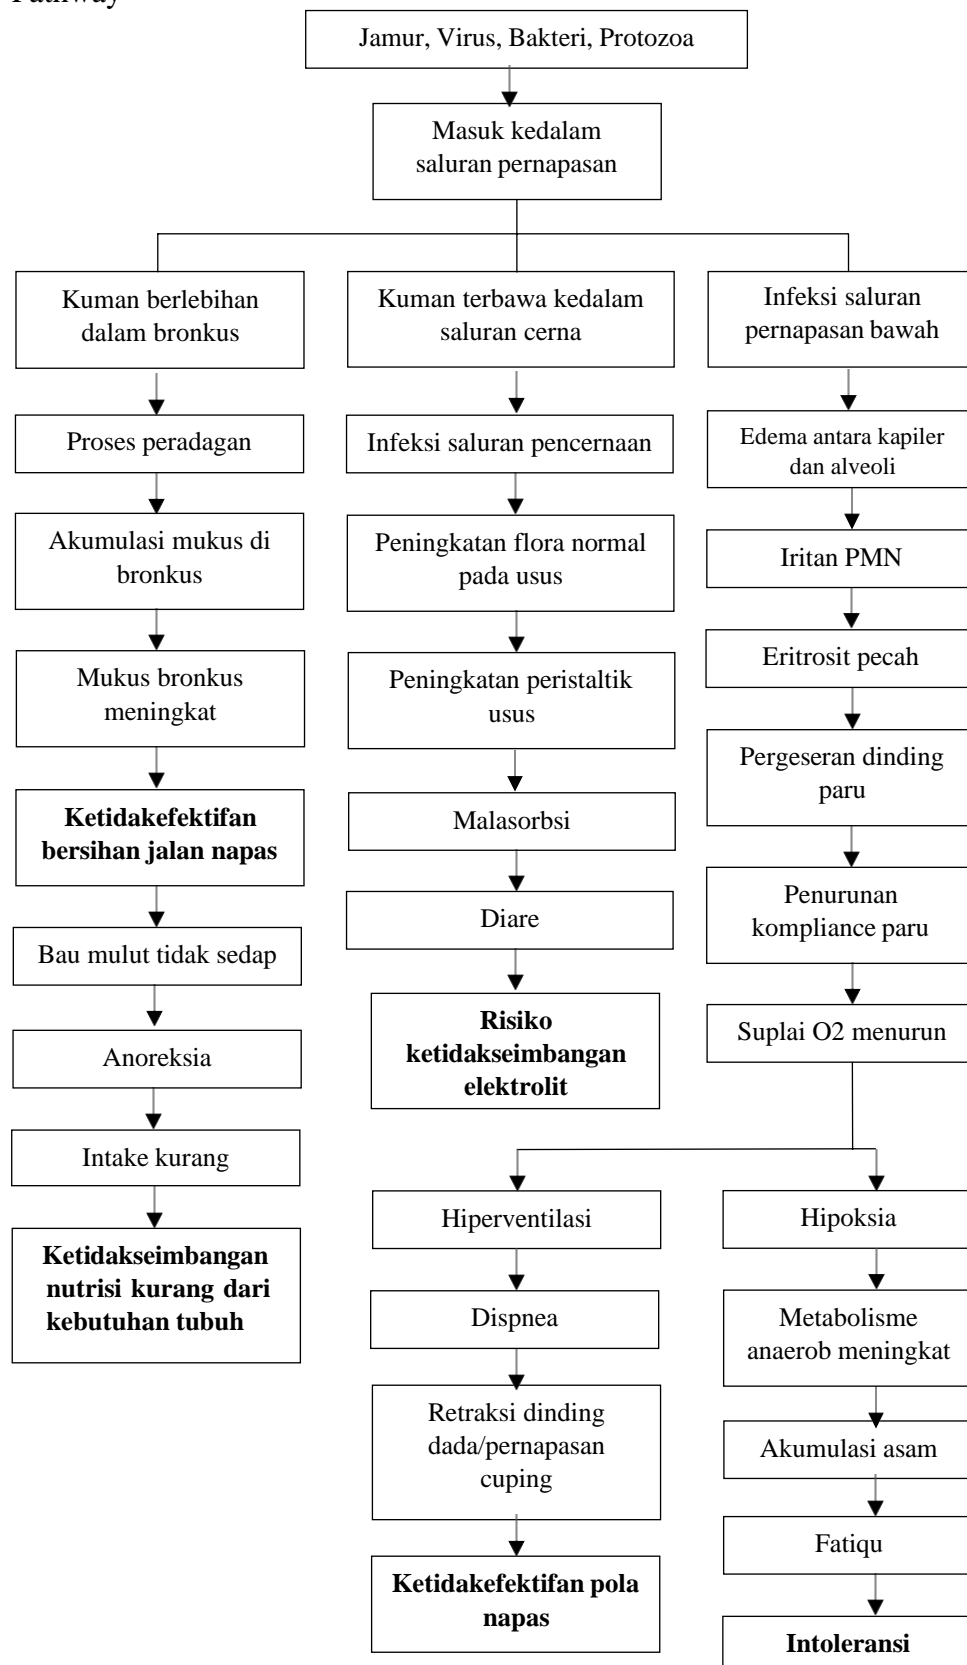 Pathway
Jamur, Virus, Bakteri, Protozoa
Masuk kedalam
saluran pernapasan
Kuman berlebihan
dalam bronkus
Proses peradagan
Akumulasi mukus di
bronkus
Mukus bronkus
meningkat
Ketidakefektifan
bersihan jalan napas
Bau mulut tidak sedap
Anoreksia
Intake kurang
Ketidakseimbangan
nutrisi kurang dari
kebutuhan tubuh
Kuman terbawa kedalam
saluran cerna
Infeksi saluran pencernaan
Peningkatan flora normal
pada usus
Peningkatan peristaltik
usus
Malasorbsi
Diare
Risiko
ketidakseimbangan
elektrolit
Infeksi saluran
pernapasan bawah
Edema antara kapiler
dan alveoli
Iritan PMN
Eritrosit pecah
Pergeseran dinding
paru
Penurunan
kompliance paru
Suplai O2 menurun
Hiperventilasi
Dispnea
Retraksi dinding
dada/pernapasan
cuping
Ketidakefektifan pola
napas
Hipoksia
Metabolisme
anaerob meningkat
Akumulasi asam
Fatiqu
Intoleransi